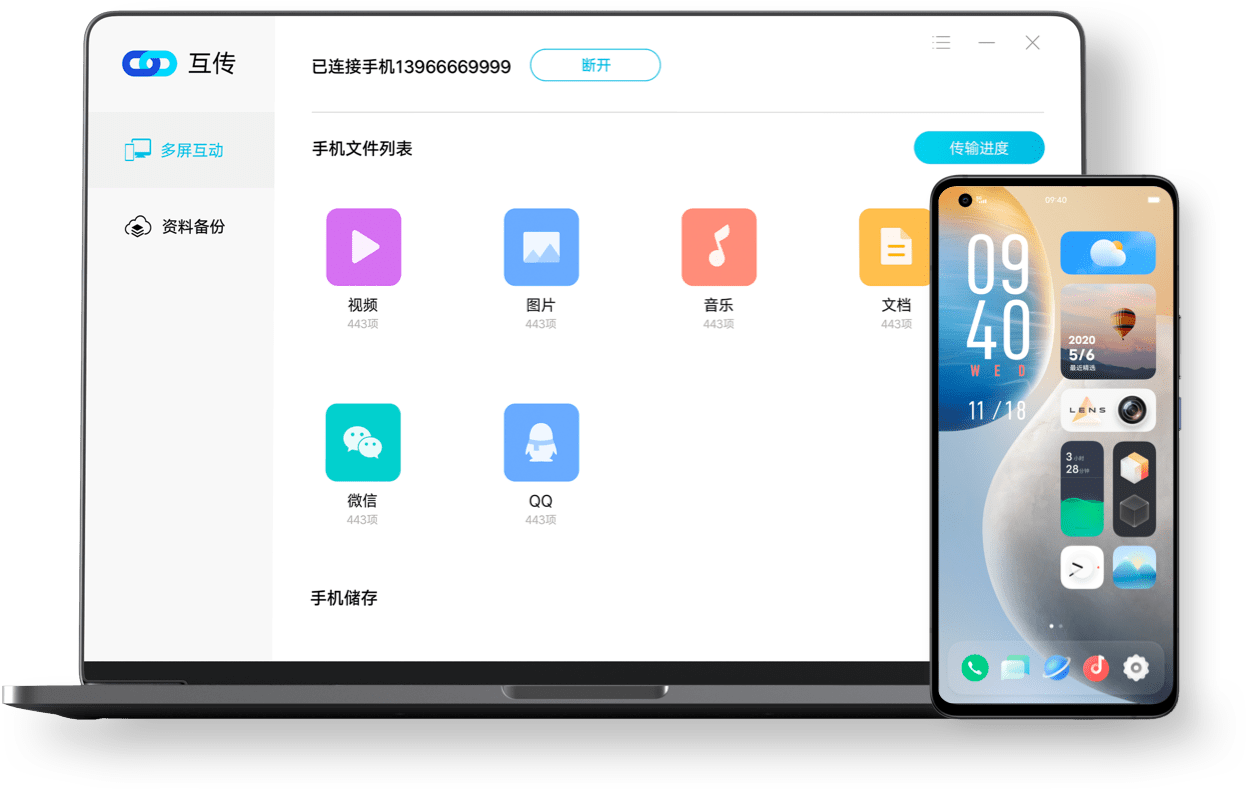 互传
已连接手机13966669999
断开
多屏互动
资料备份
手机文件列表
传输进度
视频
443项
图片
443项
音乐
443项
文档
443项
微信
443项
QQ
443项
手机储存
09:40
09
40
WED
11/18
2020
5/6
最近精选
LENS
3小时
28分钟